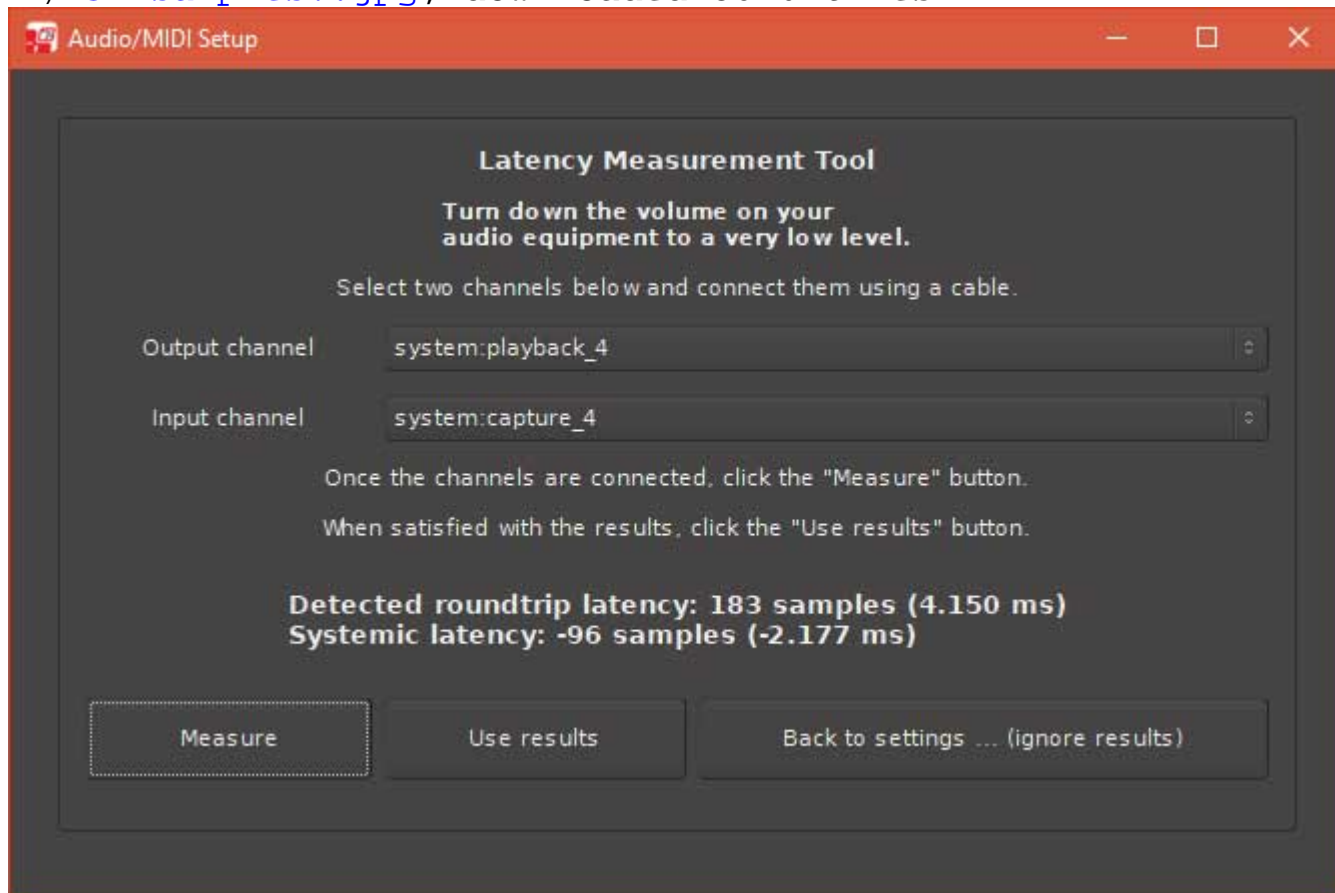 Audio/MIDI Setup
Latency Measurement Tool
Turn down the volume on your
audio equipment to a very low level.
Select two channels below and connect them using a cable.
Output channel system:playback_4
Input channel system:capture_4
Once the channels are connected, click the "Measure" button.
When satisfied with the results, click the "Use results" button.
Detected roundtrip latency: 183 samples (4.150 ms)
Systemic latency: -96 samples (-2.177 ms)
Measure Use results Back to settings ... (ignore results)